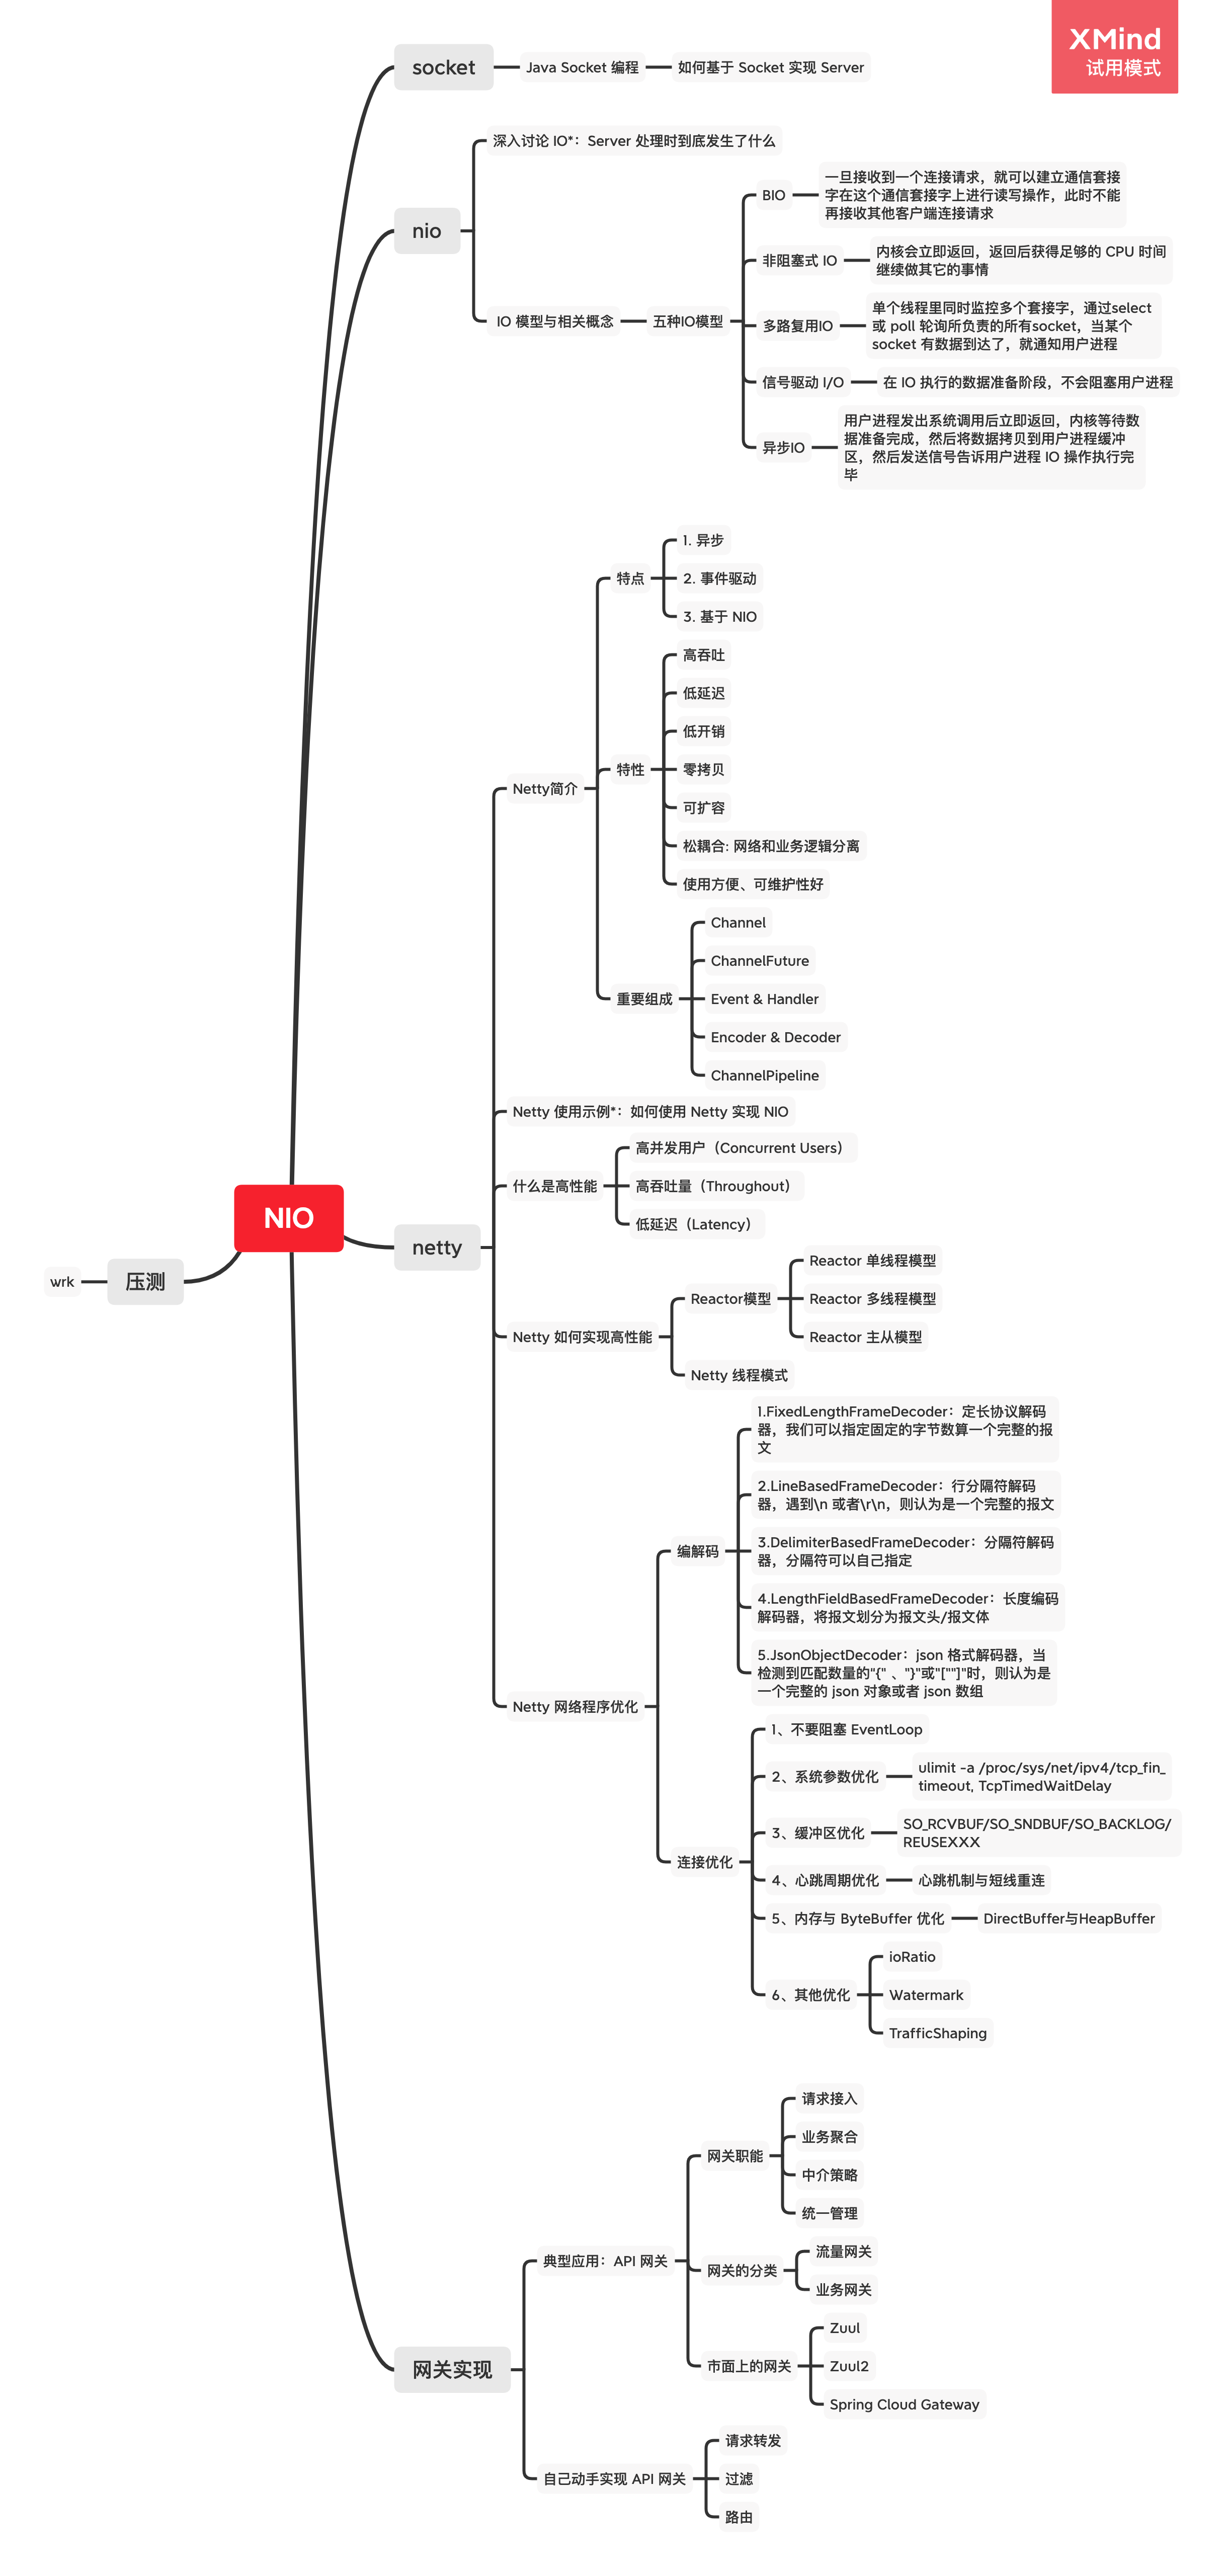 XMind
试用模式
socket
Java Socket 编程
如何基于 Socket 实现 Server
nio
深入讨论 IO*：Server 处理时到底发生了什么
IO 模型与相关概念
五种IO模型
BIO
一旦接收到一个连接请求，就可以建立通信套接
字在这个通信套接字上进行读写操作，此时不能
再接收其他客户端连接请求
非阻塞式 IO
内核会立即返回，返回后获得足够的 CPU 时间
继续做其它的事情
多路复用IO
单个线程里同时监控多个套接字，通过select
或 poll 轮询所负责的所有socket，当某个
socket 有数据到达了，就通知用户进程
信号驱动 I/O
在 IO 执行的数据准备阶段，不会阻塞用户进程
异步IO
用户进程发出系统调用后立即返回，内核等待数
据准备完成，然后将数据拷贝到用户进程缓冲
区，然后发送信号告诉用户进程 IO 操作执行完
毕
NIO
netty
Netty简介
特点
1. 异步
2. 事件驱动
3. 基于 NIO
特性
高吞吐
低延迟
低开销
零拷贝
可扩容
松耦合: 网络和业务逻辑分离
使用方便、可维护性好
重要组成
Channel
ChannelFuture
Event & Handler
Encoder & Decoder
ChannelPipeline
Netty 使用示例*：如何使用 Netty 实现 NIO
什么是高性能
高并发用户（Concurrent Users）
高吞吐量（Throughout）
低延迟（Latency）
Netty 如何实现高性能
Reactor模型
Reactor 单线程模型
Reactor 多线程模型
Reactor 主从模型
Netty 线程模式
Netty 网络程序优化
编解码
1.FixedLengthFrameDecoder：定长协议解码
器，我们可以指定固定的字节数算一个完整的报
文
2.LineBasedFrameDecoder：行分隔符解码
器，遇到\n 或者\r\n，则认为是一个完整的报文
3.DelimiterBasedFrameDecoder：分隔符解码
器，分隔符可以自己指定
4.LengthFieldBasedFrameDecoder：长度编码
解码器，将报文划分为报文头/报文体
5.JsonObjectDecoder：json 格式解码器，当
检测到匹配数量的"{" 、"}"或"[""]"时，则认为是
一个完整的 json 对象或者 json 数组
连接优化
1、不要阻塞 EventLoop
2、系统参数优化
ulimit -a /proc/sys/net/ipv4/tcp_fin_
timeout, TcpTimedWaitDelay
3、缓冲区优化
SO_RCVBUF/SO_SNDBUF/SO_BACKLOG/
REUSEXXX
4、心跳周期优化
心跳机制与短线重连
5、内存与 ByteBuffer 优化
DirectBuffer与HeapBuffer
6、其他优化
ioRatio
Watermark
TrafficShaping
网关实现
典型应用：API 网关
网关职能
请求接入
业务聚合
中介策略
统一管理
网关的分类
流量网关
业务网关
市面上的网关
Zuul
Zuul2
Spring Cloud Gateway
自己动手实现 API 网关
请求转发
过滤
路由
压测
wrk